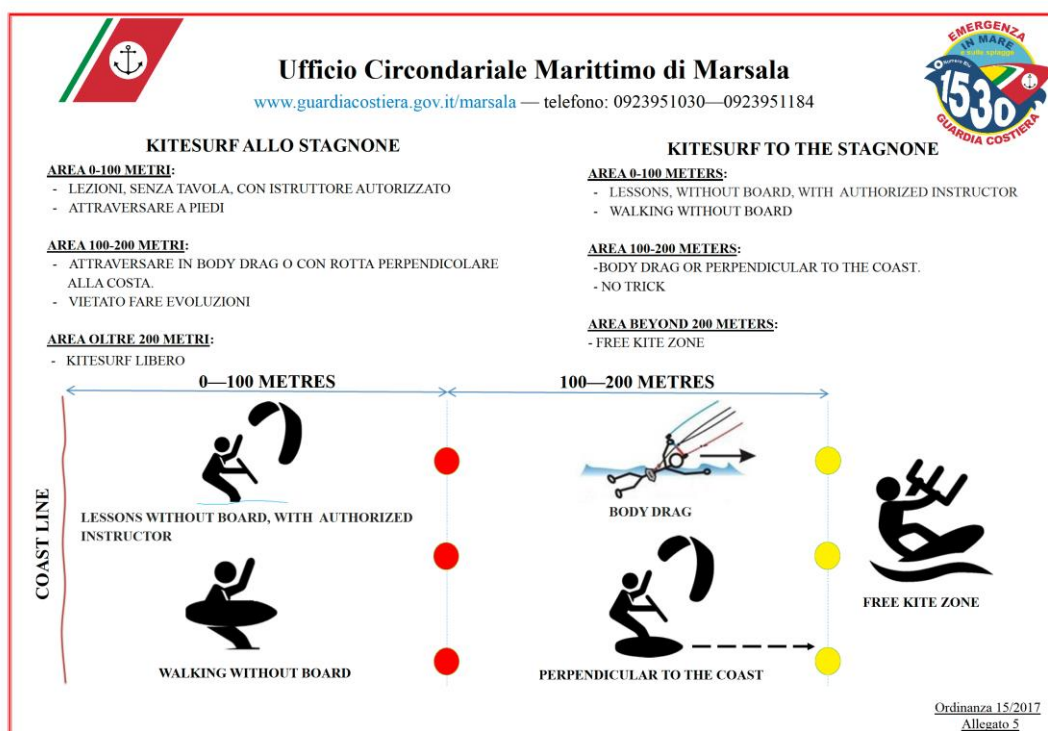 EMERGENZA
IN MARE
e sulle spiagge
Numero Blu
1530
GUARDIA COSTIERA
Ufficio Circondariale Marittimo di Marsala
www.guardiacostiera.gov.it/marsala — telefono: 0923951030—0923951184
KITESURF ALLO STAGNONE
AREA 0-100 METRI:
- LEZIONI, SENZA TAVOLA, CON ISTRUTTORE AUTORIZZATO
- ATTRAVERSARE A PIEDI
AREA 100-200 METRI:
- ATTRAVERSARE IN BODY DRAG O CON ROTTA PERPENDICOLARE
ALLA COSTA.
- VIETATO FARE EVOLUZIONI
AREA OLTRE 200 METRI:
- KITESURF LIBERO
KITESURF TO THE STAGNONE
AREA 0-100 METERS:
- LESSONS, WITHOUT BOARD, WITH AUTHORIZED INSTRUCTOR
- WALKING WITHOUT BOARD
AREA 100-200 METERS:
-BODY DRAG OR PERPENDICULAR TO THE COAST.
- NO TRICK
AREA BEYOND 200 METERS:
- FREE KITE ZONE
0—100 METRES
100—200 METRES
COAST LINE
LESSONS WITHOUT BOARD, WITH AUTHORIZED
INSTRUCTOR
BODY DRAG
WALKING WITHOUT BOARD
PERPENDICULAR TO THE COAST
FREE KITE ZONE
Ordinanza 15/2017
Allegato 5